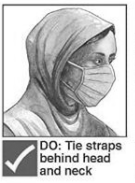 DO: Tie straps
behind head
and neck